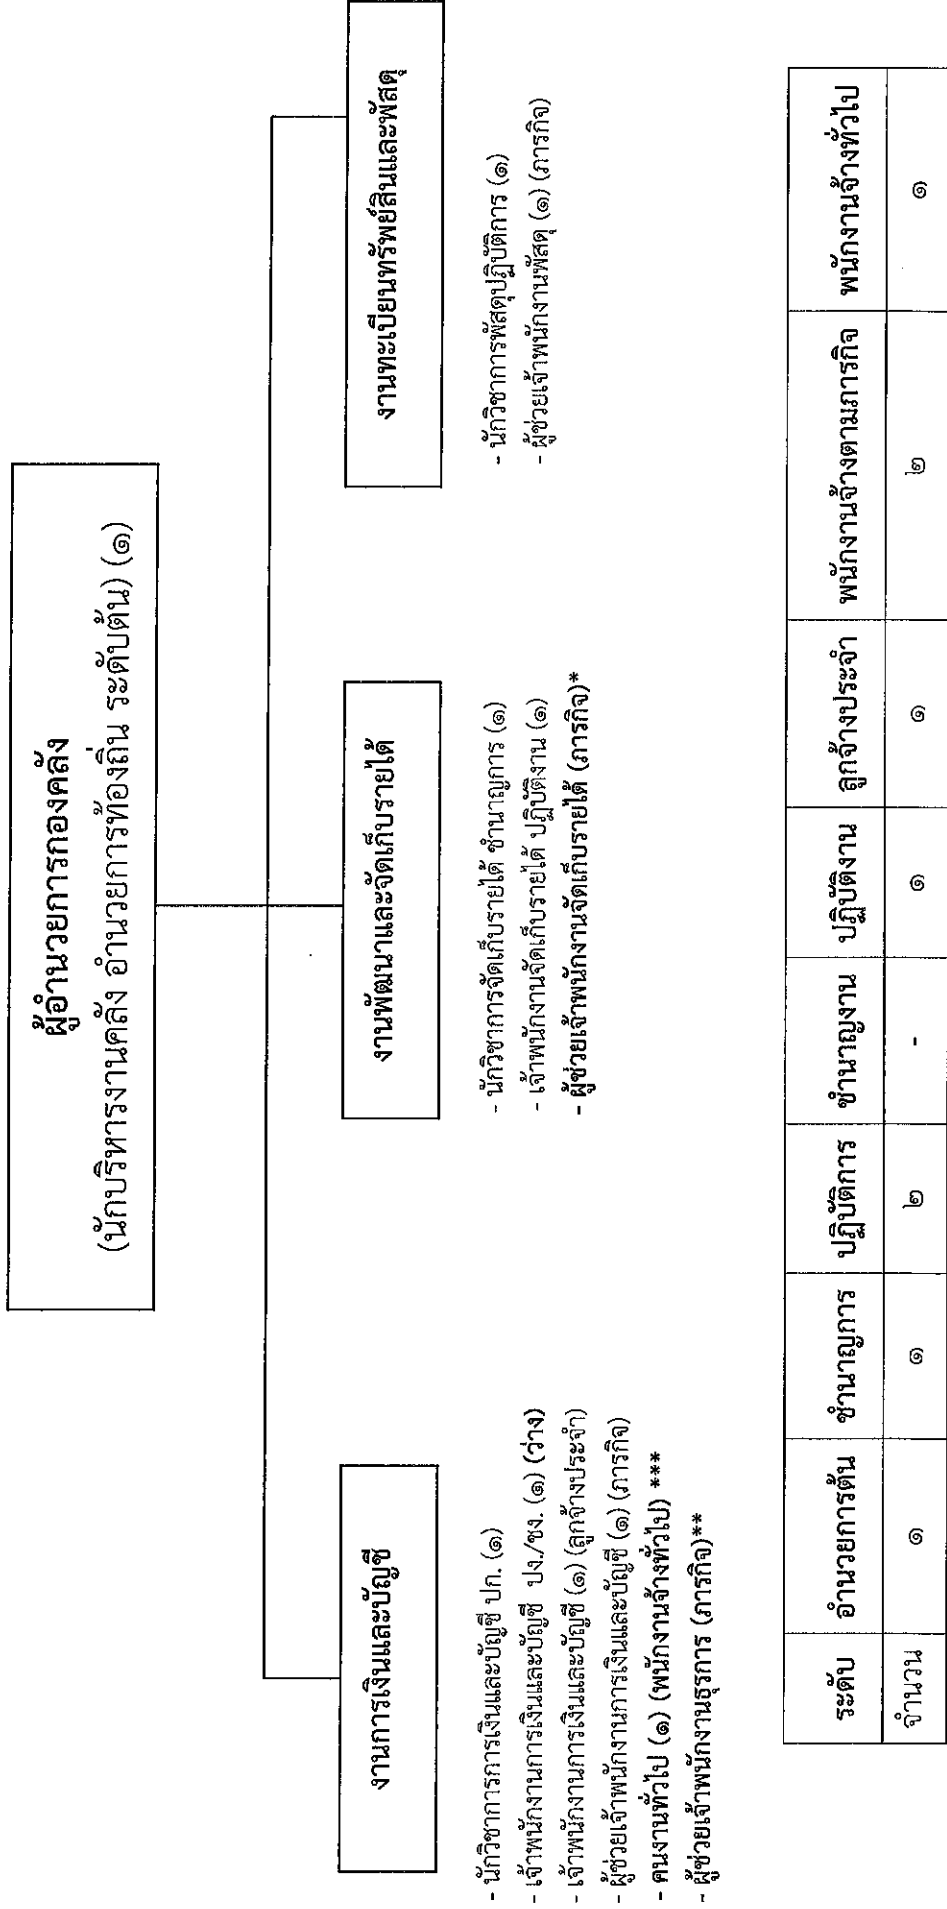 ผู้อำนวยการกองคลัง
(นักบริหารงานคลัง อำนวยการท้องถิ่น ระดับต้น) (๑)
งานการเงินและบัญชี
- นักวิชาการการเงินและบัญชี ปก. (๑)
- เจ้าพนักงานการเงินและบัญชี ปง./ชง. (๑) (ว่าง)
- เจ้าพนักงานการเงินและบัญชี (๑) (ลูกจ้างประจำ)
- ผู้ช่วยเจ้าพนักงานการเงินและบัญชี (๑) (ภารกิจ)
- คนงานทั่วไป (๑) (พนักงานจ้างทั่วไป) ***
- ผู้ช่วยเจ้าพนักงานธุรการ (ภารกิจ)**
งานพัฒนาและจัดเก็บรายได้
- นักวิชาการจัดเก็บรายได้ ชำนาญการ (๑)
- เจ้าพนักงานจัดเก็บรายได้ ปฏิบัติงาน (๑)
- ผู้ช่วยเจ้าพนักงานจัดเก็บรายได้ (ภารกิจ)*
งานทะเบียนทรัพย์สินและพัสดุ
- นักวิชาการพัสดุปฏิบัติการ (๑)
- ผู้ช่วยเจ้าพนักงานพัสดุ (๑) (ภารกิจ)
ระดับ อำนวยการต้น ชำนาญการ ปฏิบัติการ ชำนาญงาน ปฏิบัติงาน ลูกจ้างประจำ พนักงานจ้างตามภารกิจ พนักงานจ้างทั่วไป
จำนวน ๑ ๑ ๒ - ๑ ๑ ๒ ๑